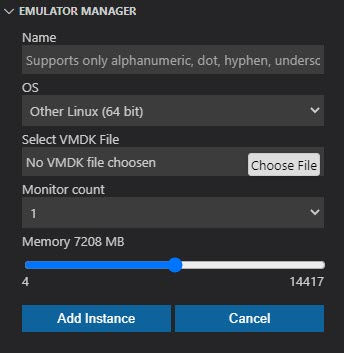 EMULATOR MANAGER
Name
Supports only alphanumeric, dot, hyphen, undersc
OS
Other Linux (64 bit)
Select VMDK File
No VMDK file choosen
Choose File
Monitor count
1
Memory 7208 MB
4 14417
Add Instance Cancel